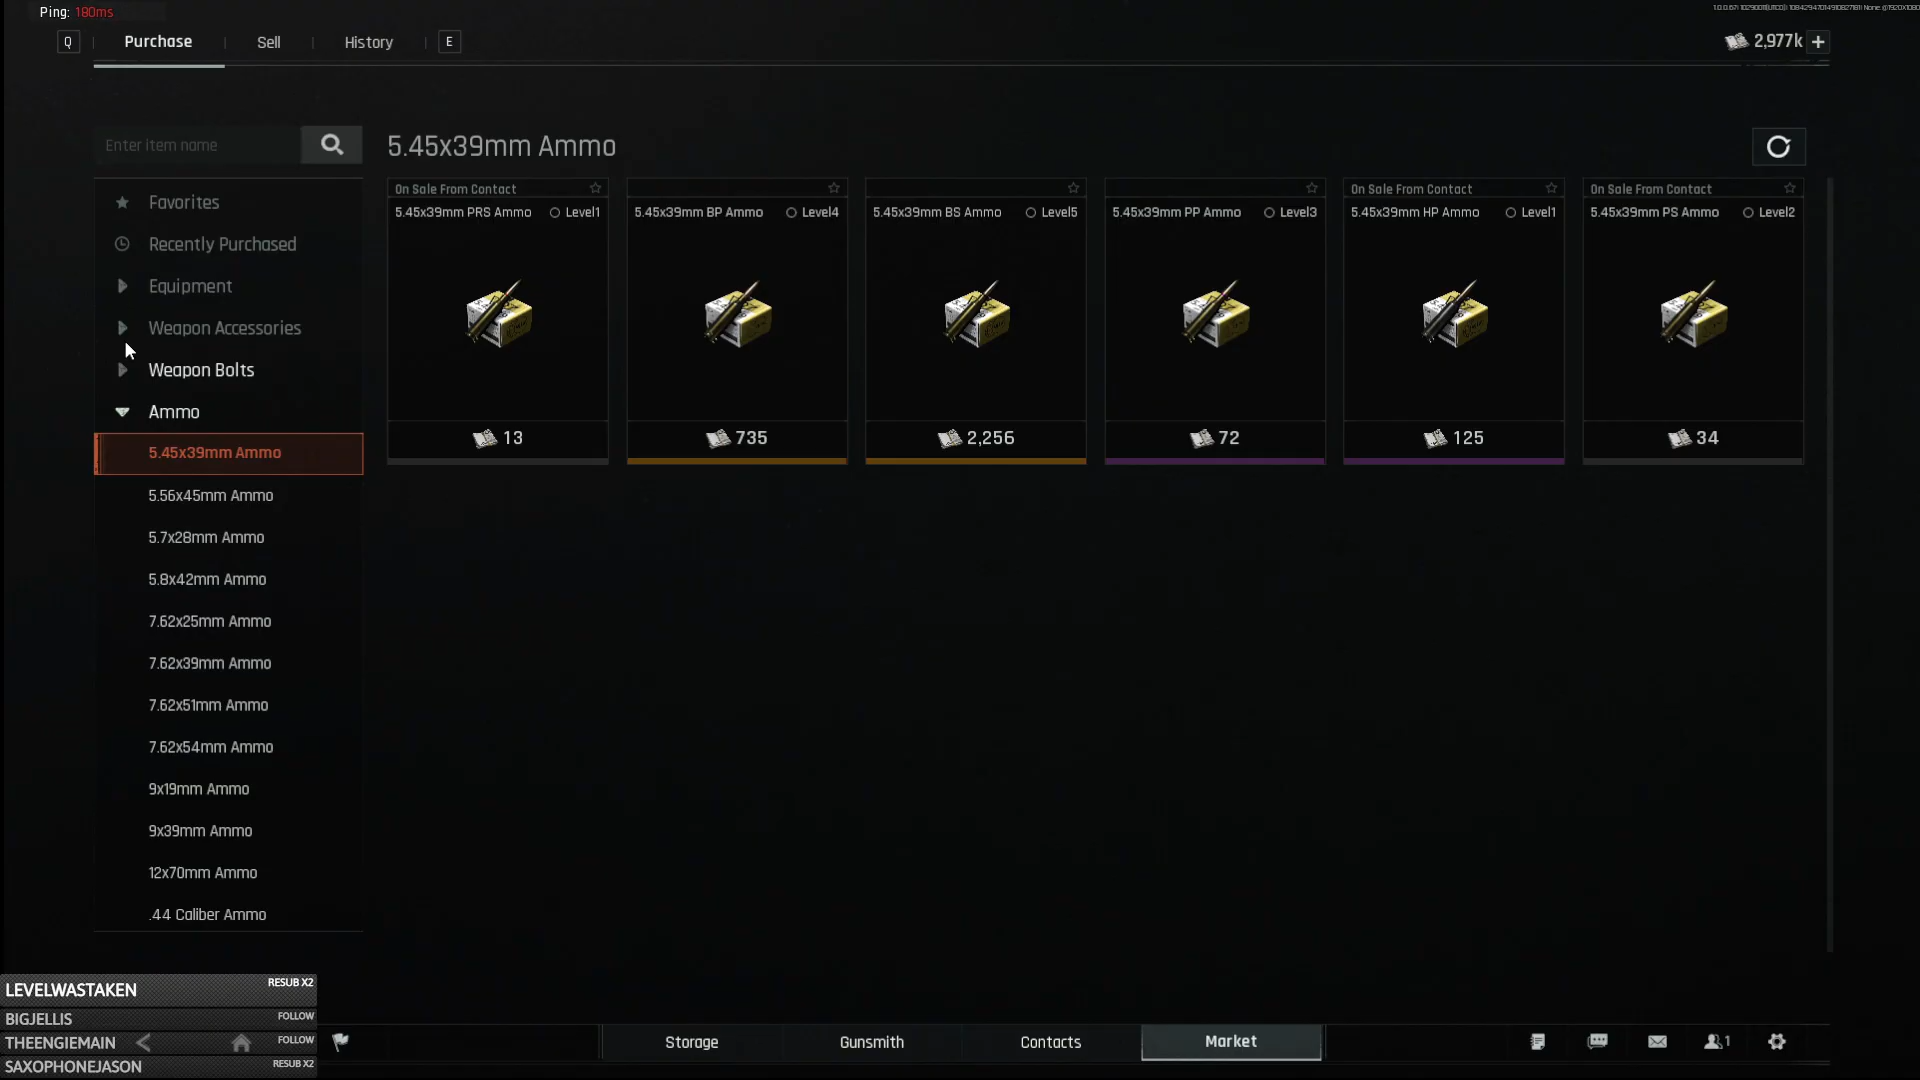 Ping: 180ms
Q Purchase Sell History E
2,977k
Enter item name
5.45x39mm Ammo
Favorites
Recently Purchased
Equipment
Weapon Accessories
Weapon Bolts
Ammo
5.45x39mm Ammo
5.56x45mm Ammo
5.7x28mm Ammo
5.8x42mm Ammo
7.62x25mm Ammo
7.62x39mm Ammo
7.62x51mm Ammo
7.62x54mm Ammo
9x19mm Ammo
9x39mm Ammo
12x70mm Ammo
.44 Caliber Ammo
On Sale From Contact
5.45x39mm PRS Ammo Level1
13
5.45x39mm BP Ammo Level4
735
5.45x39mm BS Ammo Level5
2,256
5.45x39mm PP Ammo Level3
72
On Sale From Contact
5.45x39mm HP Ammo Level1
125
On Sale From Contact
5.45x39mm PS Ammo Level2
34
LEVELWASTAKEN RESUB X2
BIGJELLIS FOLLOW
THEENGIEMAIN FOLLOW
SAXOPHONEJASON RESUB X2
Storage Gunsmith Contacts Market
1